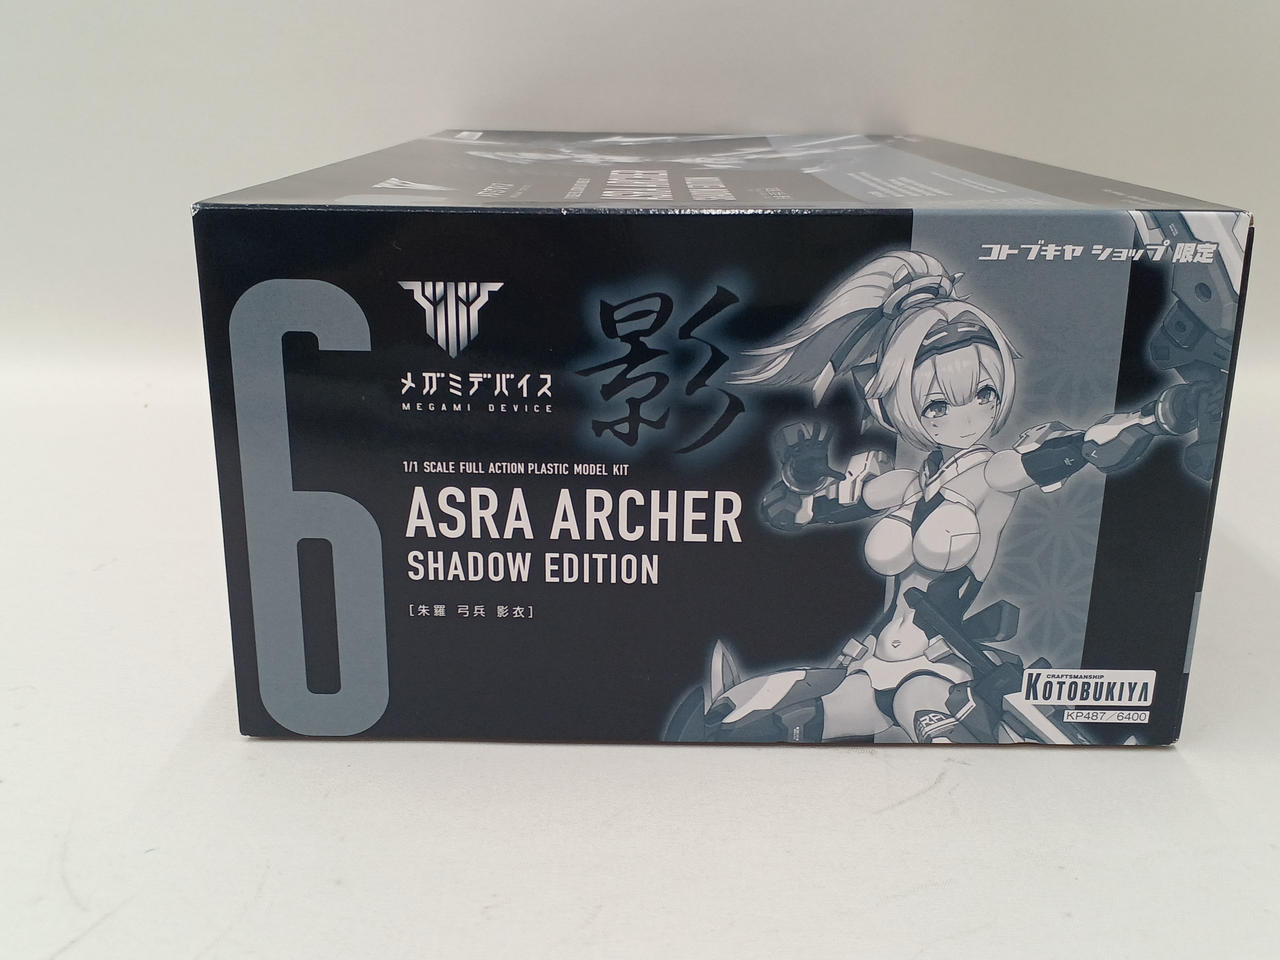 ASRA ARCHER
コトブキヤ ショップ 限定
6
影
メガミデバイス
MEGAMI DEVICE
1/1 SCALE FULL ACTION PLASTIC MODEL KIT
ASRA ARCHER
SHADOW EDITION
[朱羅 弓兵 影衣]
CRAFTSMANSHIP
KOTOBUKIYA
KP487/6400